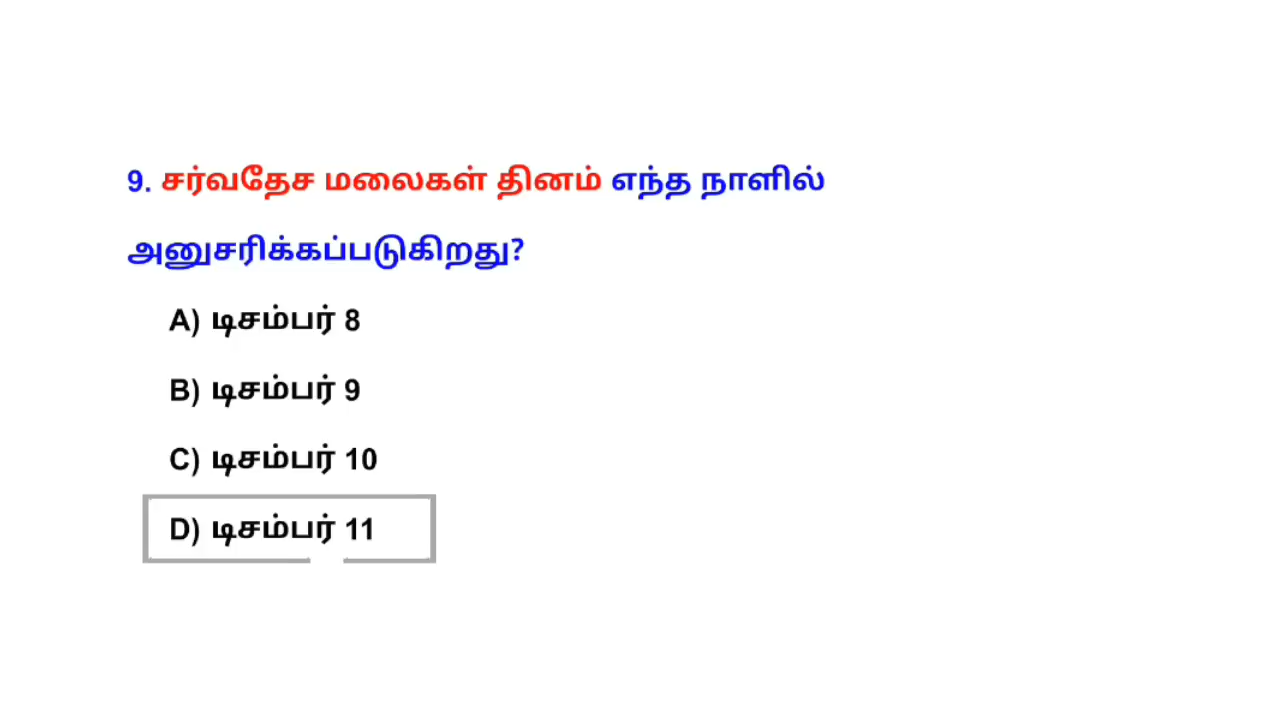 9. சர்வதேச மலைகள் தினம் எந்த நாளில்
அனுசரிக்கப்படுகிறது?
A) டிசம்பர் 8
B) டிசம்பர் 9
C) டிசம்பர் 10
D) டிசம்பர் 11